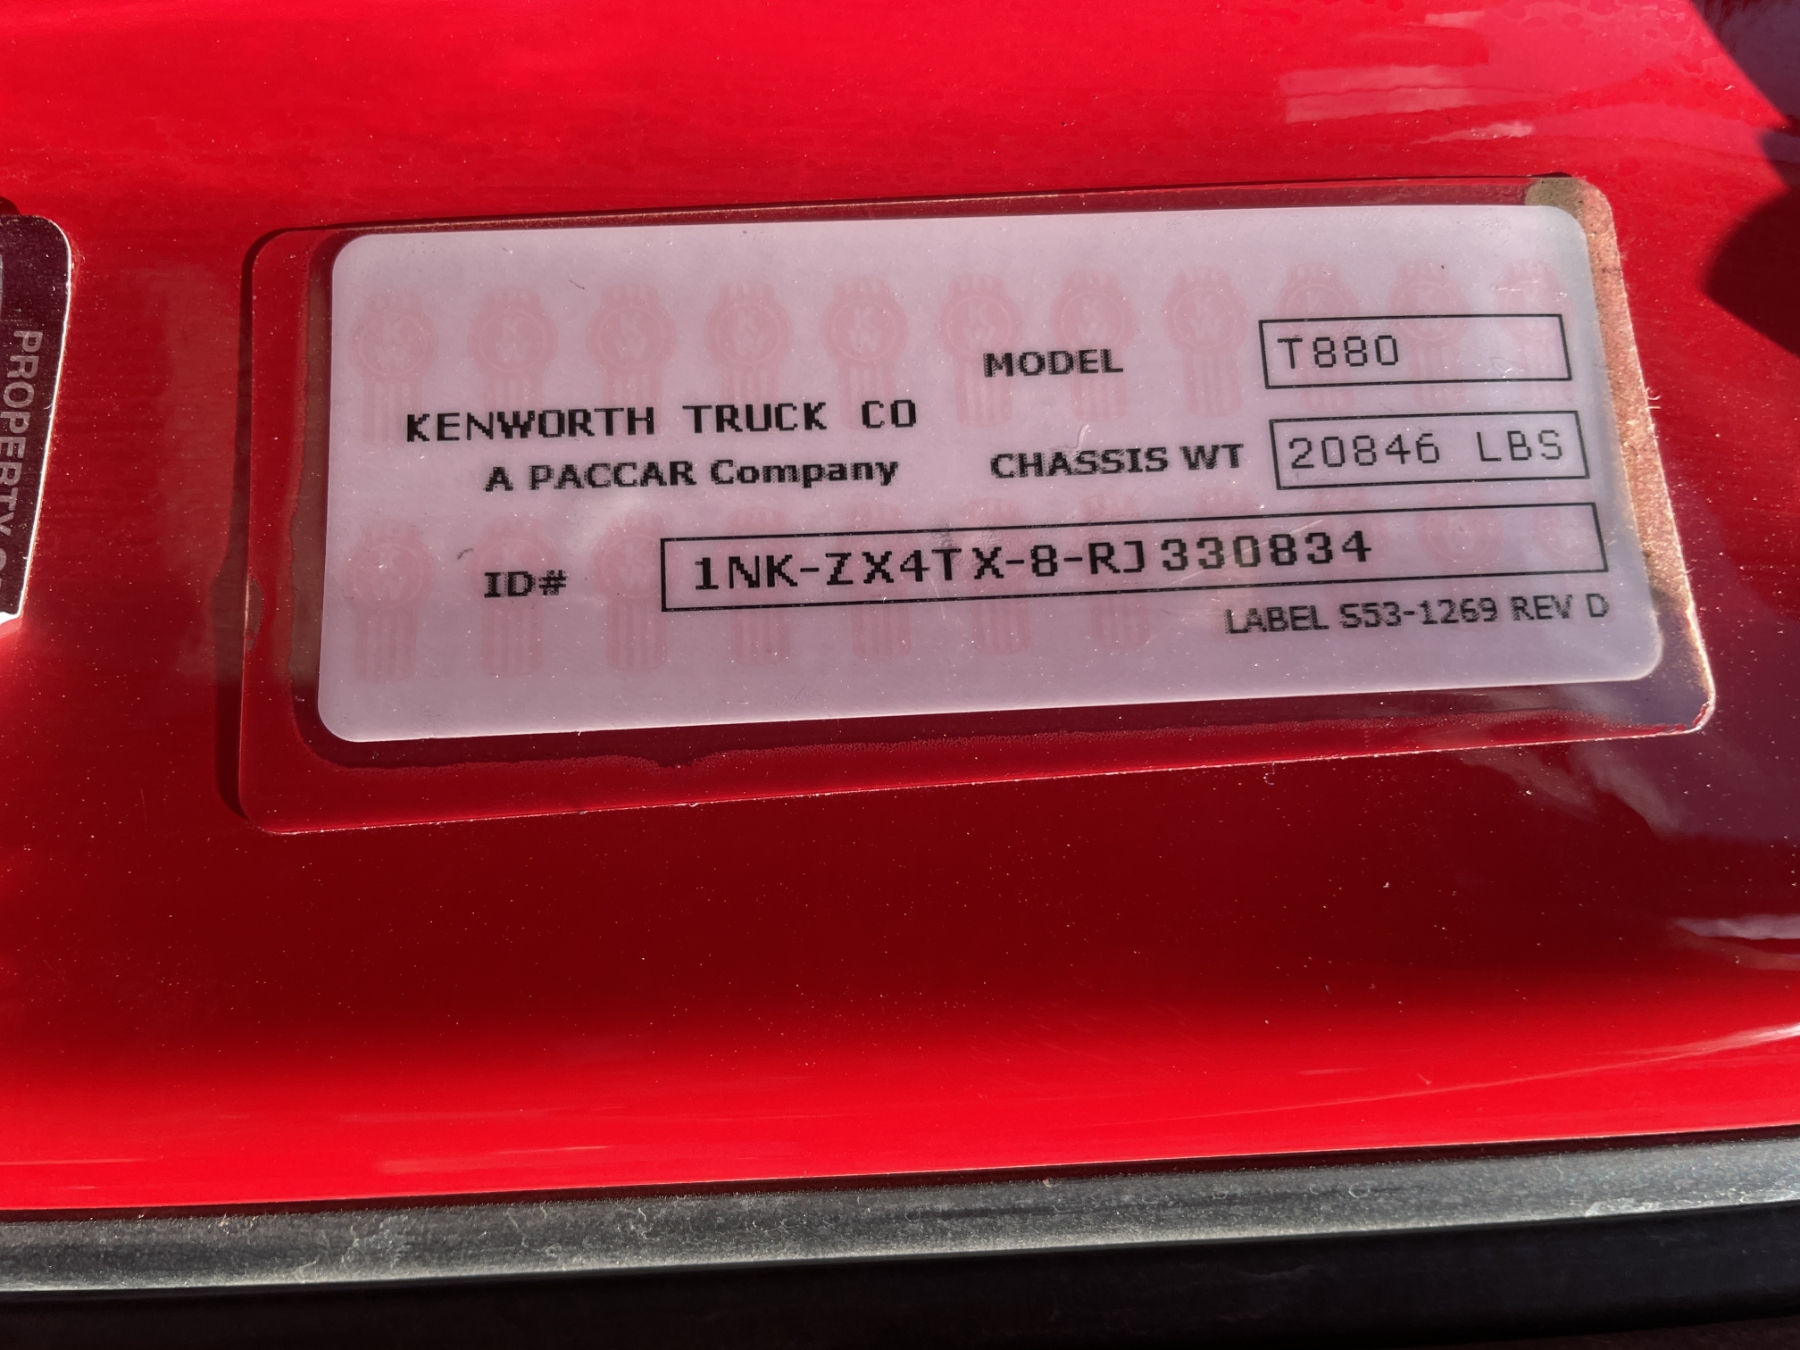 PROPERTY
KENWORTH TRUCK CO
A PACCAR Company
MODEL T880
CHASSIS WT 20846 LBS
ID# 1NK-ZX4TX-8-RJ330834
LABEL S53-1269 REV D